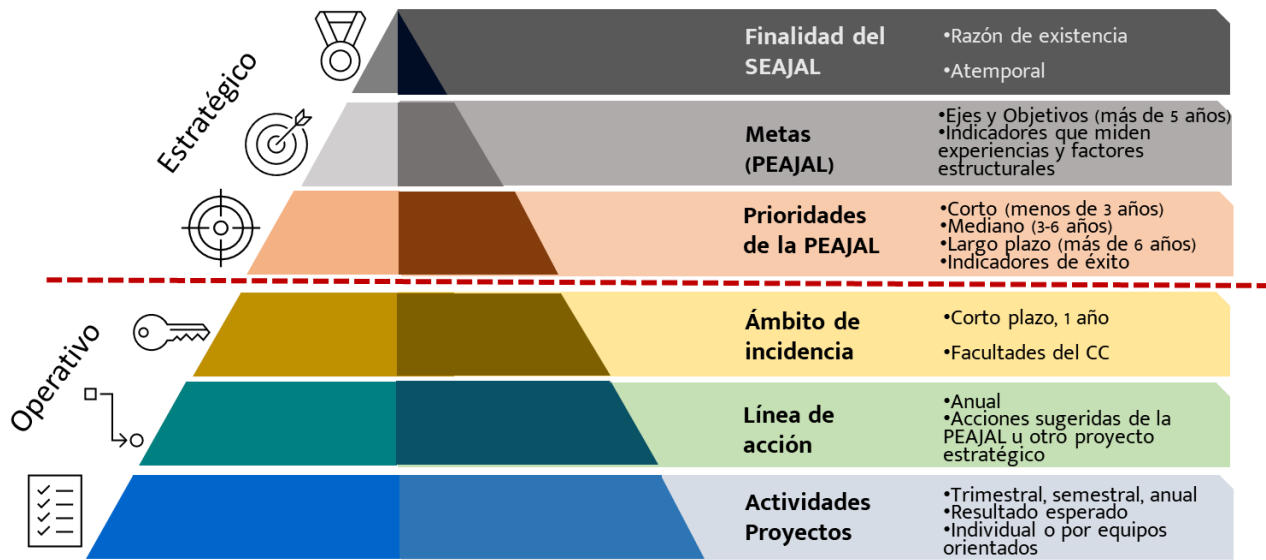 Estratégico
Finalidad del
SEAJAL
•Razón de existencia
•Atemporal
Metas
(PEAJAL)
•Ejes y Objetivos (más de 5 años)
•Indicadores que miden
experiencias y factores
estructurales
Prioridades
de la PEAJAL
•Corto (menos de 3 años)
•Mediano (3-6 años)
•Largo plazo (más de 6 años)
•Indicadores de éxito
Operativo
Ámbito de
incidencia
•Corto plazo, 1 año
•Facultades del CC
Línea de
acción
•Anual
•Acciones sugeridas de la
PEAJAL u otro proyecto
estratégico
Actividades
Proyectos
•Trimestral, semestral, anual
•Resultado esperado
•Individual o por equipos
orientados